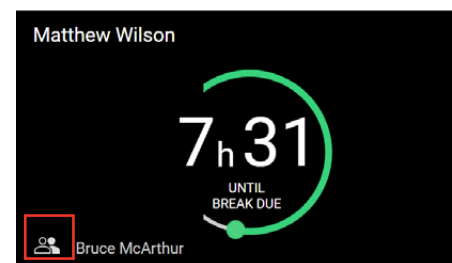 Matthew Wilson
7h31
UNTIL
BREAK DUE
Bruce McArthur